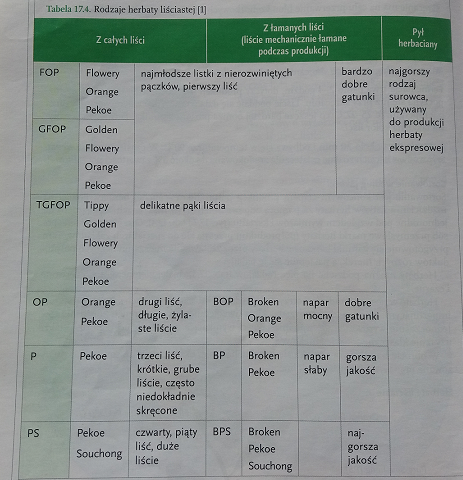 Tabela 17.4. Rodzaje herbaty liściastej [1]
Z całych liści
Z łamanych liści
(liście mechanicznie łamane
podczas produkcji)
Pył
herbaciany
FOP
Flowery
Orange
Pekoe
najmłodsze listki z nierozwiniętych
pączków, pierwszy liść
bardzo
dobre
gatunki
najgorszy
rodzaj
surowca,
używany
do produkcji
herbaty
ekspresowej
GFOP
Golden
Flowery
Orange
Pekoe
TGFOP
Tippy
Golden
Flowery
Orange
Pekoe
delikatne pąki liścia
OP
Orange
Pekoe
drugi liść,
długie, żyla-
ste liście
BOP
Broken
Orange
Pekoe
napar
mocny
dobre
gatunki
P
Pekoe
trzeci liść,
krótkie, grube
liście, często
niedokładnie
skręcone
BP
Broken
Pekoe
napar
słaby
gorsza
jakość
PS
Pekoe
Souchong
czwarty, piąty
liść, duże
liście
BPS
Broken
Pekoe
Souchong
naj-
gorsza
jakość